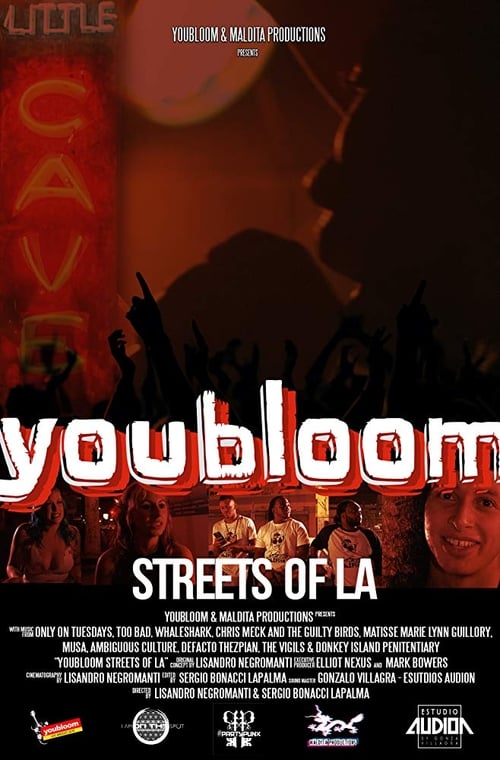 LITTLE
CAVE
YOUBLOOM & MALDITA PRODUCTIONS
PRESENTS
youbloom
STREETS OF LA
YOUBLOOM & MALDITA PRODUCTIONS PRESENTS
WITH MUSIC FROM ONLY ON TUESDAYS, TOO BAD, WHALESHARK, CHRIS MECK AND THE GUILTY BIRDS, MATISSE MARIE LYNN GUILLORY,
MUSA, AMBIGUOUS CULTURE, DEFACTO THEZPIAN, THE VIGILS & DONKEY ISLAND PENITENTIARY
"YOUBLOOM STREETS OF LA" ORIGINAL CONCEPT BY LISANDRO NEGROMANTI EXECUTIVE PRODUCER ELLIOT NEXUS AND MARK BOWERS
CINEMATOGRAPHY BY LISANDRO NEGROMANTI EDITED BY SERGIO BONACCI LAPALMA SOUND MASTER GONZALO VILLAGRA - ESUTDIOS AUDION
DIRECTED BY LISANDRO NEGROMANTI & SERGIO BONACCI LAPALMA
youbloom
#PARTYPUNX
ESTUDIO
AUDION